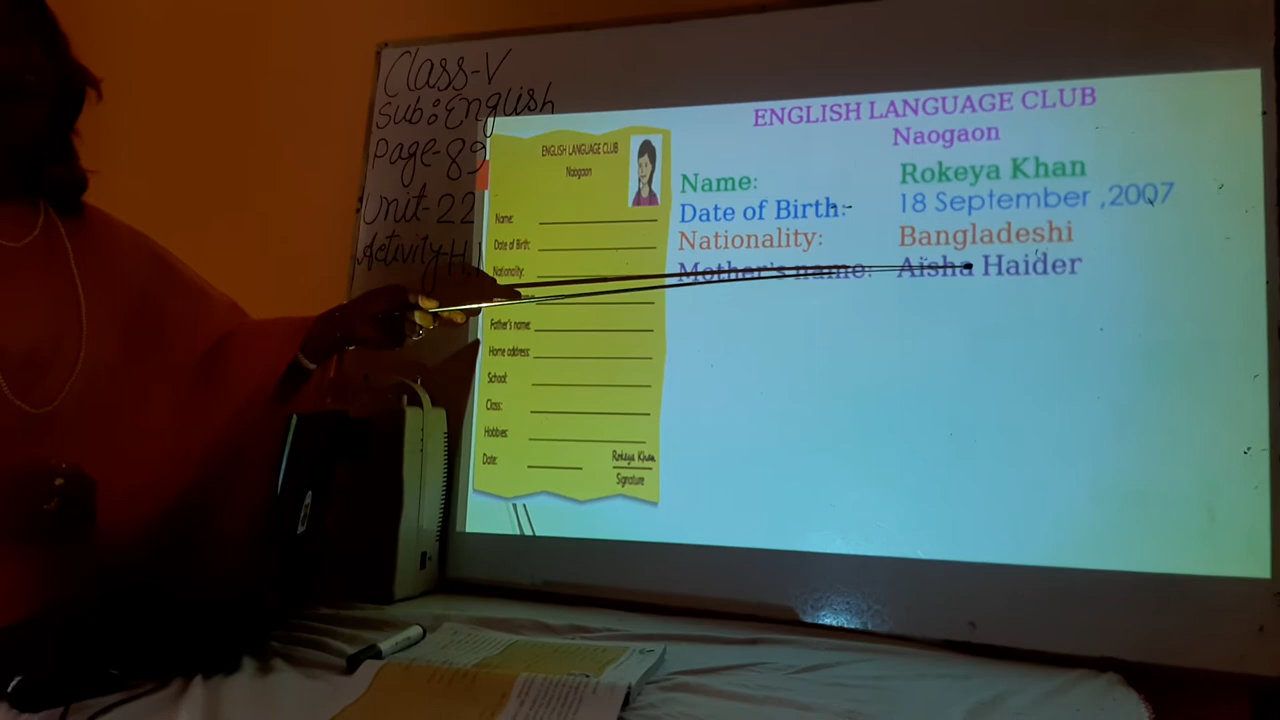 Class-V
Sub: English
Page-89
Unit-22
Activity-H,
ENGLISH LANGUAGE CLUB
Naogaon
Name:
Date of Birth:
Nationality:
Father's name:
Home address:
School:
Class:
Hobbies:
Date:
Rokeya Khan
Signature
ENGLISH LANGUAGE CLUB
Naogaon
Name: Rokeya Khan
Date of Birth:- 18 September ,2007
Nationality: Bangladeshi
Mother's name: Aisha Haider